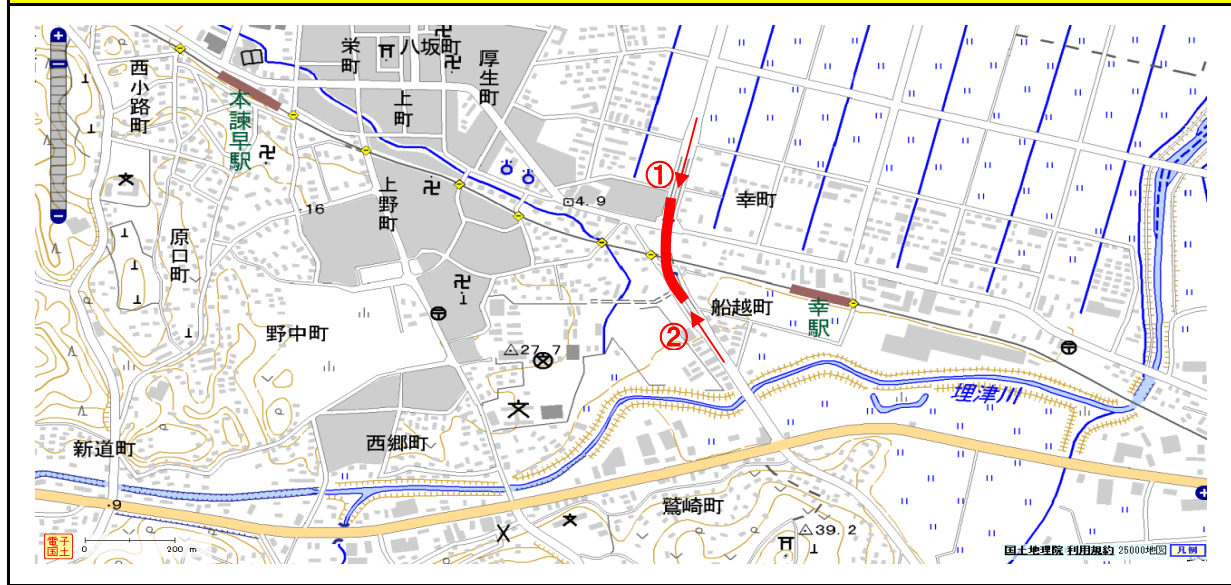 栄町
八坂町
厚生町
西小路町
上町
本諫早駅
①
幸町
4.9
上野町
16
原口町
船越町
幸駅
野中町
②
27.7
埋津川
西郷町
新道町
鷲崎町
9
39.2
電子国土
0 200 m
国土地理院 利用規約 25000地図 凡例